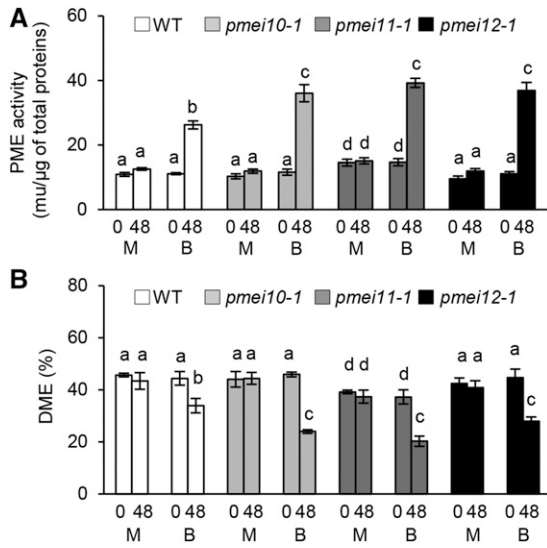 A
WT pmei10-1 pmei11-1 pmei12-1
PME activity
(mu/µg of total proteins)
60
40
20
0
a a a b a a a c d d d c a a a c
0 48 0 48 0 48 0 48 0 48 0 48 0 48 0 48
M B M B M B M B
B
WT pmei10-1 pmei11-1 pmei12-1
DME (%)
80
60
40
20
0
a a a b a a a c d d d c a a a c
0 48 0 48 0 48 0 48 0 48 0 48 0 48 0 48
M B M B M B M B